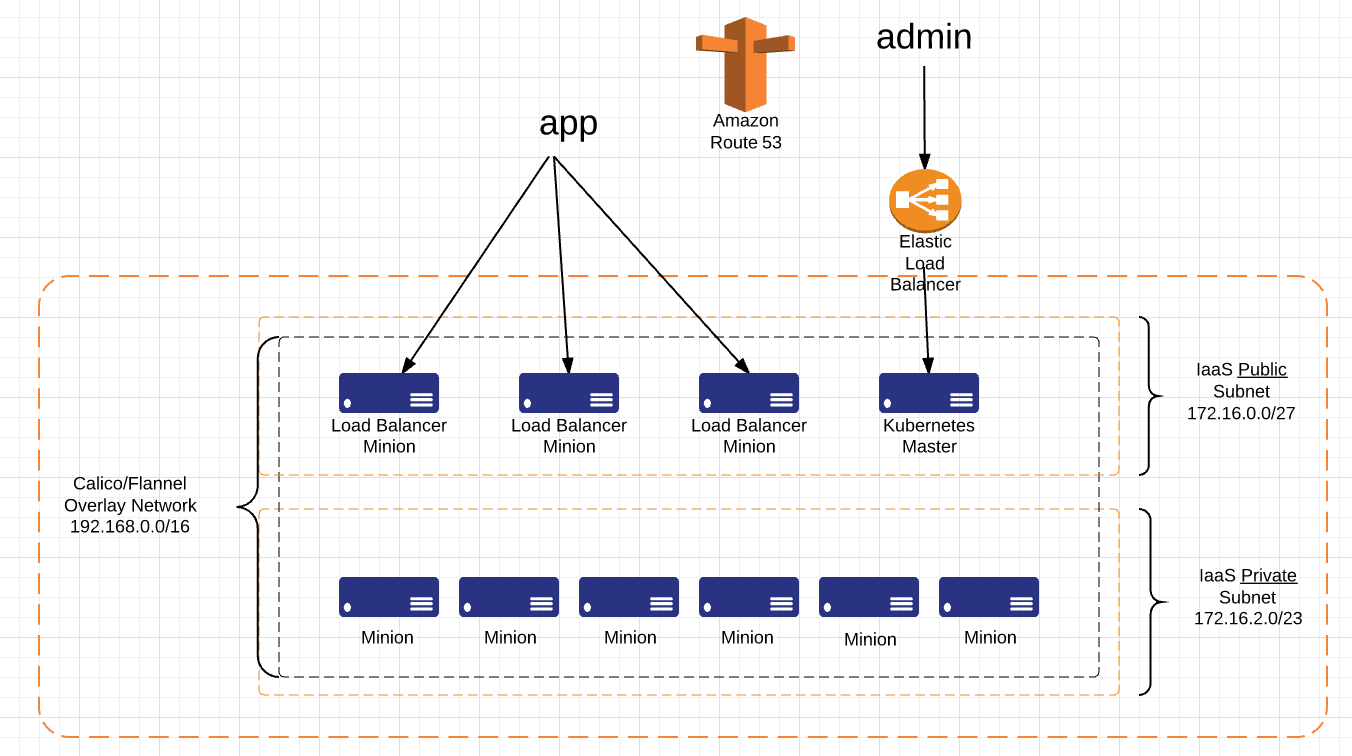 admin
app
Amazon
Route 53
Elastic
Load
Balancer
IaaS Public
Subnet
172.16.0.0/27
Load Balancer
Minion
Load Balancer
Minion
Load Balancer
Minion
Kubernetes
Master
Calico/Flannel
Overlay Network
192.168.0.0/16
IaaS Private
Subnet
172.16.2.0/23
Minion
Minion
Minion
Minion
Minion
Minion